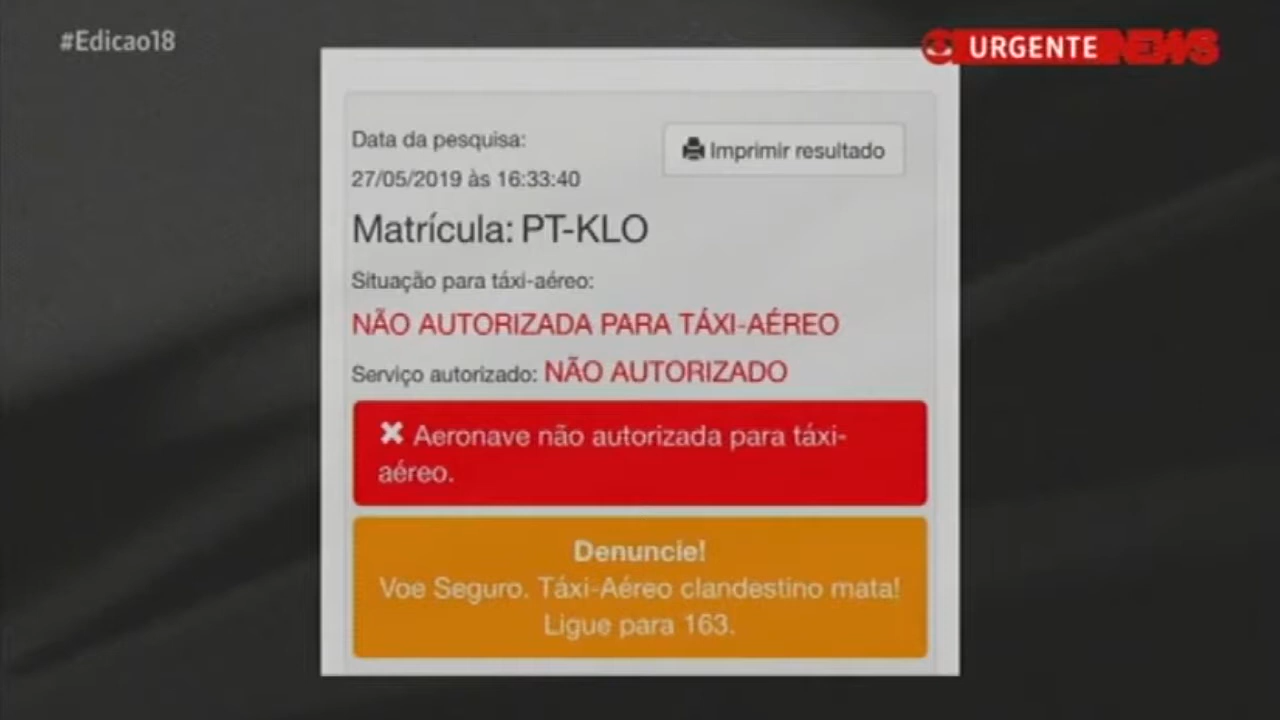 #Edicao18
URGENTE NEWS
Data da pesquisa:
Imprimir resultado
27/05/2019 às 16:33:40
Matrícula: PT-KLO
Situação para táxi-aéreo:
NÃO AUTORIZADA PARA TÁXI-AÉREO
Serviço autorizado: NÃO AUTORIZADO
Aeronave não autorizada para táxi-
aéreo.
Denuncie!
Voe Seguro. Táxi-Aéreo clandestino mata!
Ligue para 163.